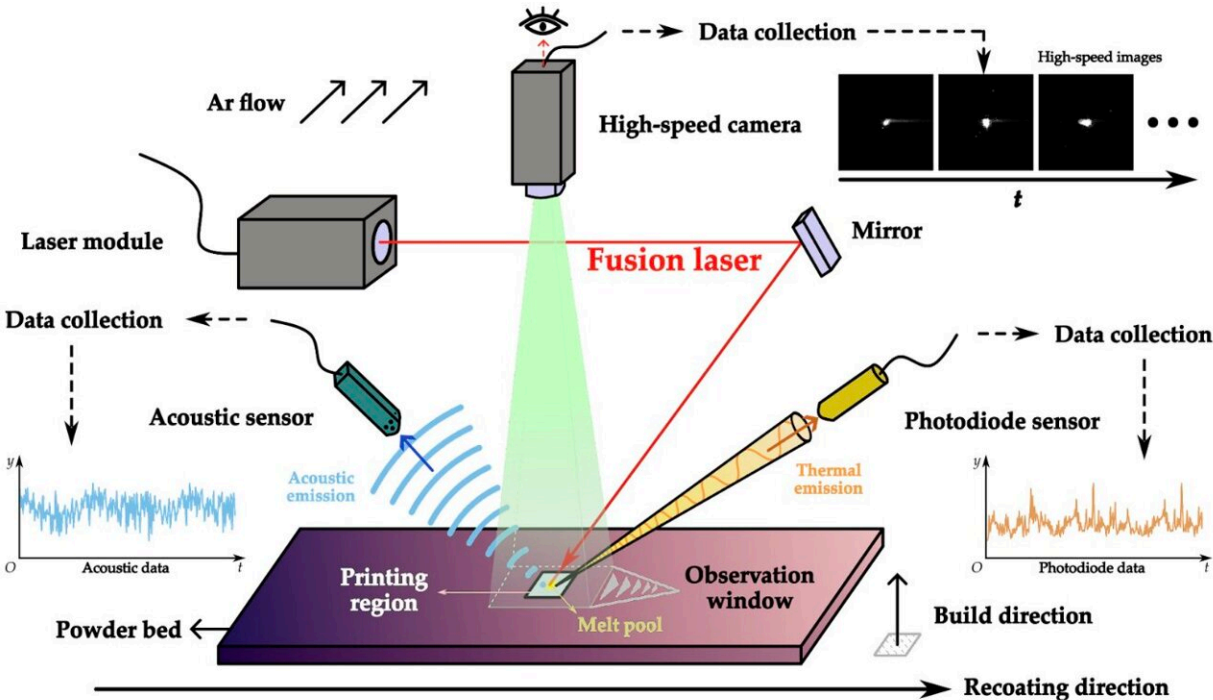 Data collection
High-speed images
Ar flow
High-speed camera
t
Laser module
Mirror
Fusion laser
Data collection
Data collection
Acoustic sensor
Photodiode sensor
Acoustic
emission
Thermal
emission
y
O
Acoustic data
t
y
O
Photodiode data
t
Printing
region
Observation
window
Melt pool
Powder bed
Build direction
Recoating direction